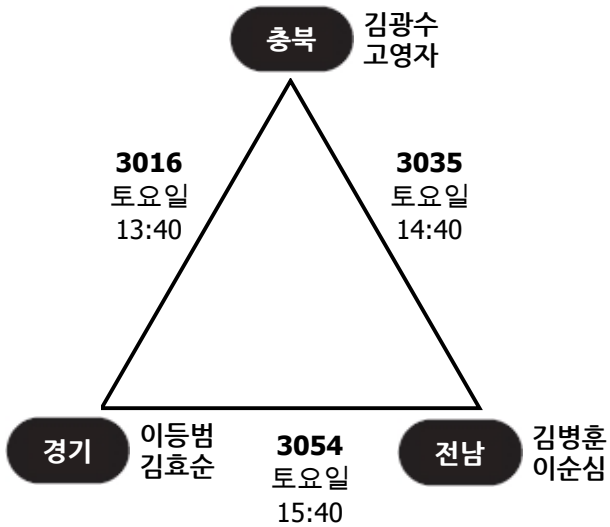 충북
김광수
고영자
3016
토요일
13:40
3035
토요일
14:40
경기
이등범
김효순
3054
토요일
15:40
전남
김병훈
이순심